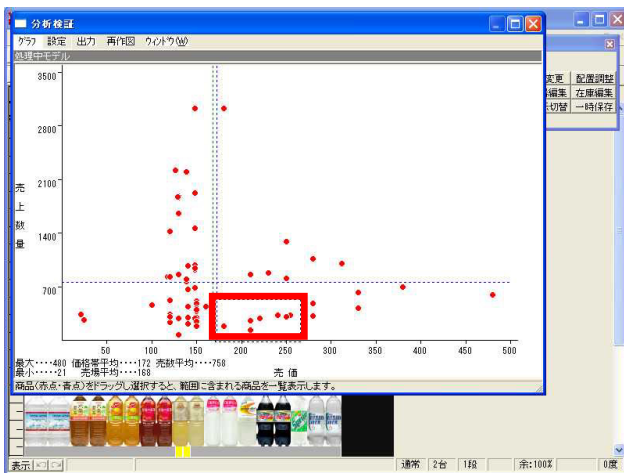 分析検証
グラフ 設定 出力 再作図 ウィンドウ(W)
処理中モデル
変更 配置調整
編集 在庫編集
切替 一時保存
3500
2800
2100
1400
700
売上数量
50 100 150 200 250 300 350 400 450 500
最大････480 価格帯平均････172 売数平均････758
最小････21 売場平均････168
売 価
商品(赤点・青点)をドラッグし選択すると、範囲に含まれる商品を一覧表示します。
表示
通常 2台 1段 余:100% 0度